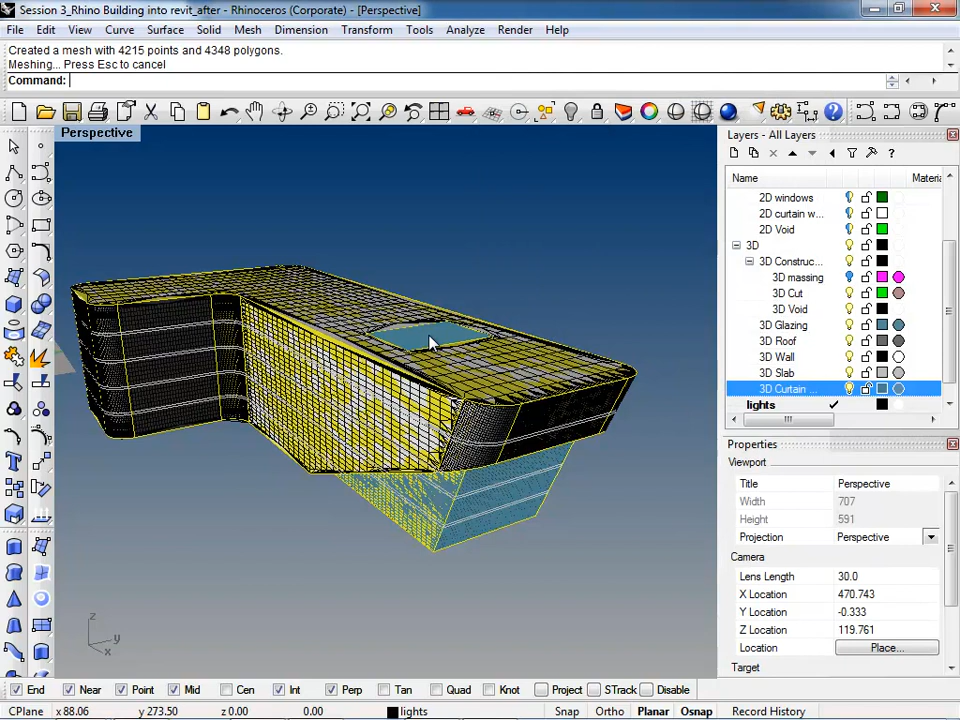 Session 3_Rhino Building into revit_after - Rhinoceros (Corporate) - [Perspective]
File Edit View Curve Surface Solid Mesh Dimension Transform Tools Analyze Render Help
Created a mesh with 4215 points and 4348 polygons.
Meshing... Press Esc to cancel
Command:
Perspective
Layers - All Layers
Name Materia
2D windows
2D curtain w...
2D Void
3D
3D Construc...
3D massing
3D Cut
3D Void
3D Glazing
3D Roof
3D Wall
3D Slab
3D Curtain ...
lights
Properties
Viewport
Title Perspective
Width 707
Height 591
Projection Perspective
Camera
Lens Length 30.0
X Location 470.743
Y Location -0.333
Z Location 119.761
Location Place...
Target
z
y
x
End Near Point Mid Cen Int Perp Tan Quad Knot Project STrack Disable
CPlane x 88.06 y 273.50 z 0.00 0.00 lights Snap Ortho Planar Osnap Record History